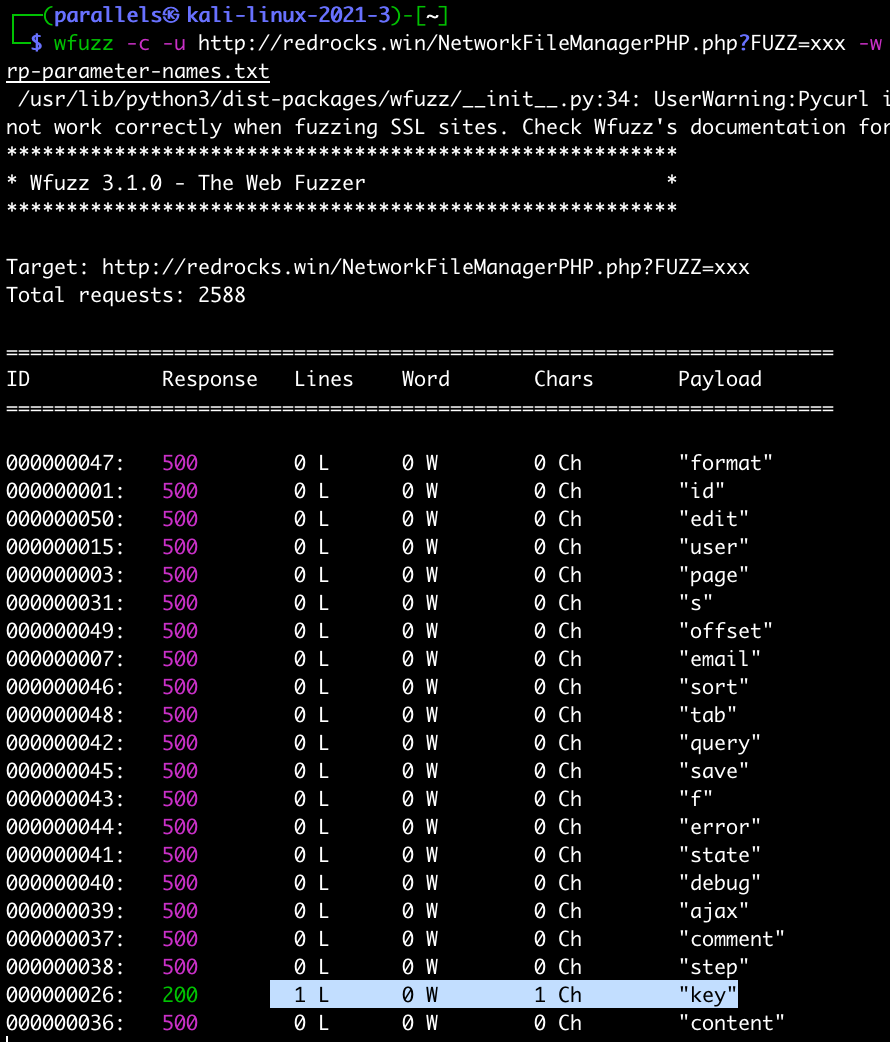 ┌──(parallels㉿kali-linux-2021-3)-[~]
└─$ wfuzz -c -u http://redrocks.win/NetworkFileManagerPHP.php?FUZZ=xxx -w
rp-parameter-names.txt
 /usr/lib/python3/dist-packages/wfuzz/__init__.py:34: UserWarning:Pycurl i
not work correctly when fuzzing SSL sites. Check Wfuzz's documentation for
********************************************************
* Wfuzz 3.1.0 - The Web Fuzzer                         *
********************************************************
Target: http://redrocks.win/NetworkFileManagerPHP.php?FUZZ=xxx
Total requests: 2588
=====================================================================
ID           Response   Lines    Word       Chars       Payload
=====================================================================
000000047:   500        0 L      0 W        0 Ch        "format"
000000001:   500        0 L      0 W        0 Ch        "id"
000000050:   500        0 L      0 W        0 Ch        "edit"
000000015:   500        0 L      0 W        0 Ch        "user"
000000003:   500        0 L      0 W        0 Ch        "page"
000000031:   500        0 L      0 W        0 Ch        "s"
000000049:   500        0 L      0 W        0 Ch        "offset"
000000007:   500        0 L      0 W        0 Ch        "email"
000000046:   500        0 L      0 W        0 Ch        "sort"
000000048:   500        0 L      0 W        0 Ch        "tab"
000000042:   500        0 L      0 W        0 Ch        "query"
000000045:   500        0 L      0 W        0 Ch        "save"
000000043:   500        0 L      0 W        0 Ch        "f"
000000044:   500        0 L      0 W        0 Ch        "error"
000000041:   500        0 L      0 W        0 Ch        "state"
000000040:   500        0 L      0 W        0 Ch        "debug"
000000039:   500        0 L      0 W        0 Ch        "ajax"
000000037:   500        0 L      0 W        0 Ch        "comment"
000000038:   500        0 L      0 W        0 Ch        "step"
000000026:   200        1 L      0 W        1 Ch        "key"
000000036:   500        0 L      0 W        0 Ch        "content"